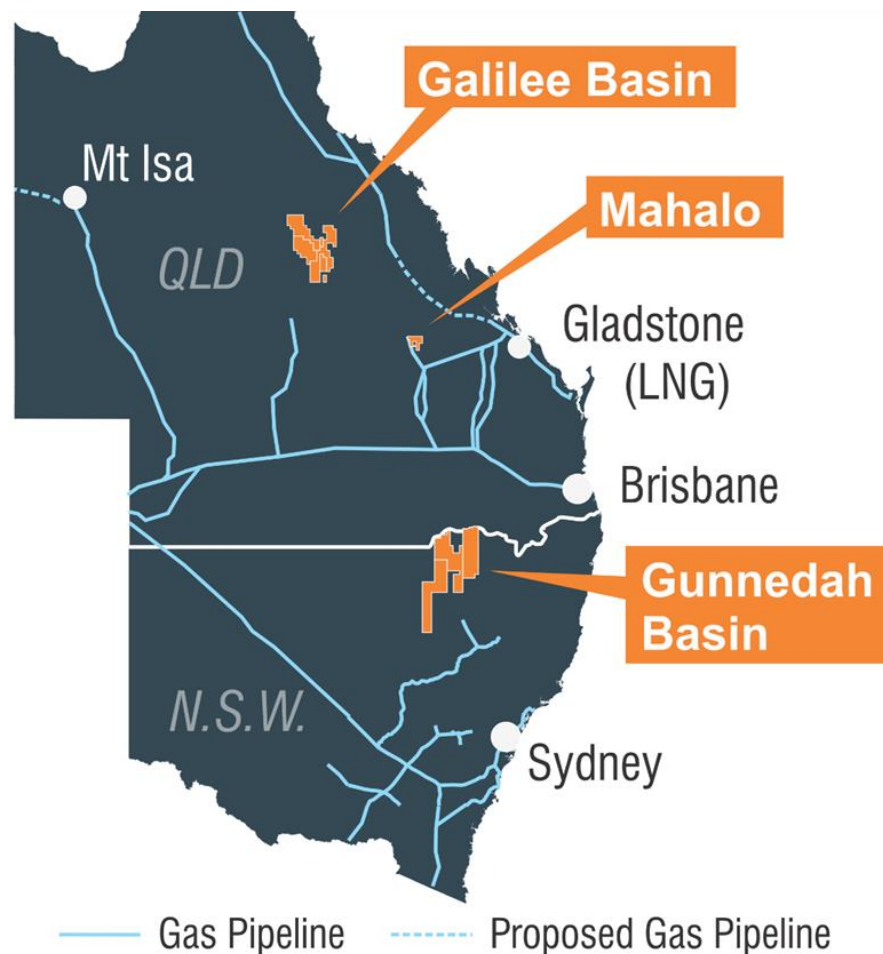 Galilee Basin
Mt Isa
Mahalo
QLD
Gladstone
(LNG)
Brisbane
Gunnedah
Basin
N.S.W.
Sydney
Gas Pipeline
Proposed Gas Pipeline